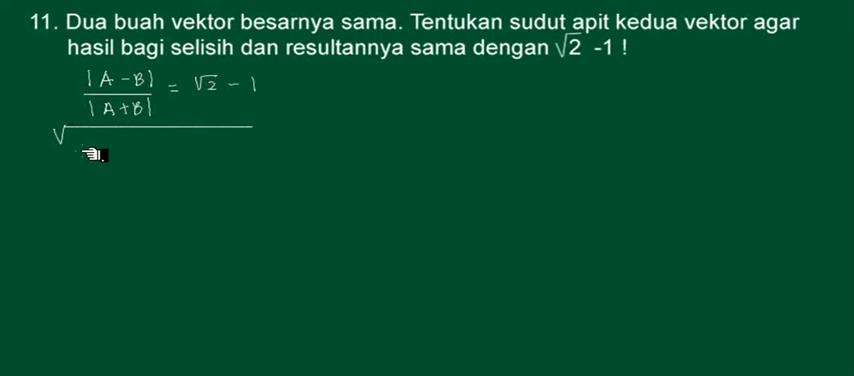 11. Dua buah vektor besarnya sama. Tentukan sudut apit kedua vektor agar
hasil bagi selisih dan resultannya sama dengan √2 -1 !
|A-B| / |A+B| = √2 - 1
√